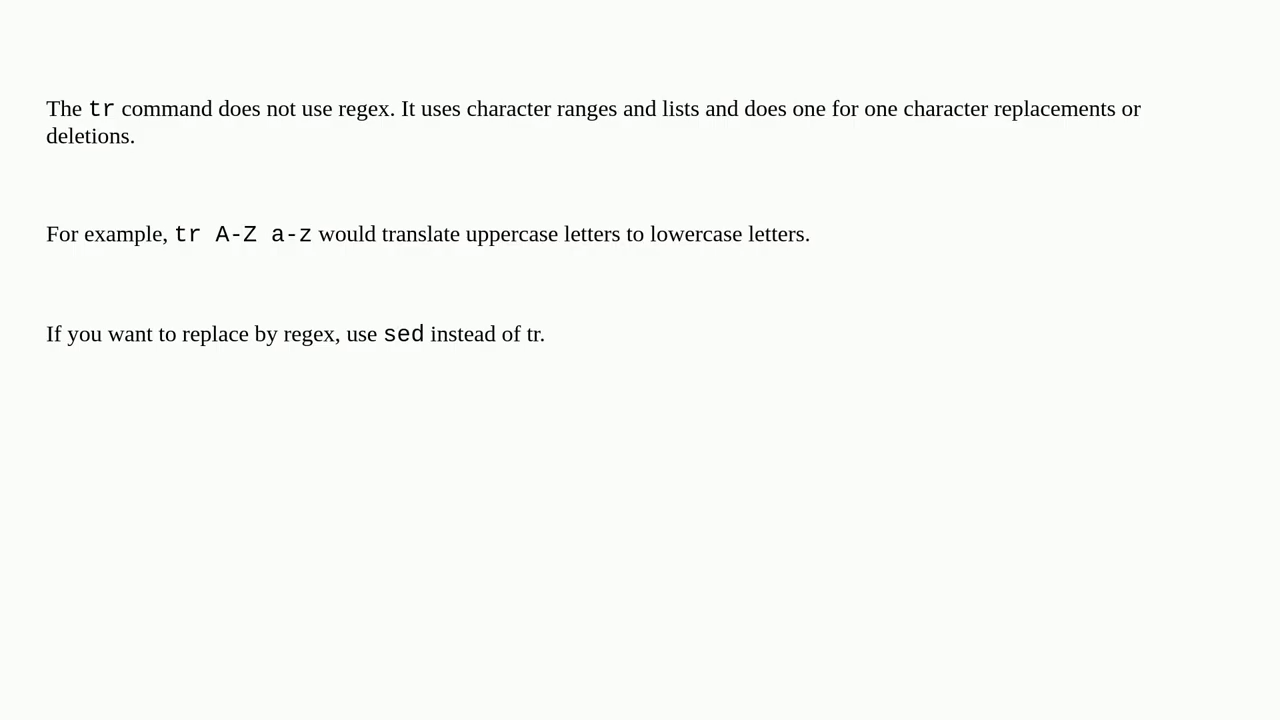 The tr command does not use regex. It uses character ranges and lists and does one for one character replacements or
deletions.
For example, tr A-Z a-z would translate uppercase letters to lowercase letters.
If you want to replace by regex, use sed instead of tr.